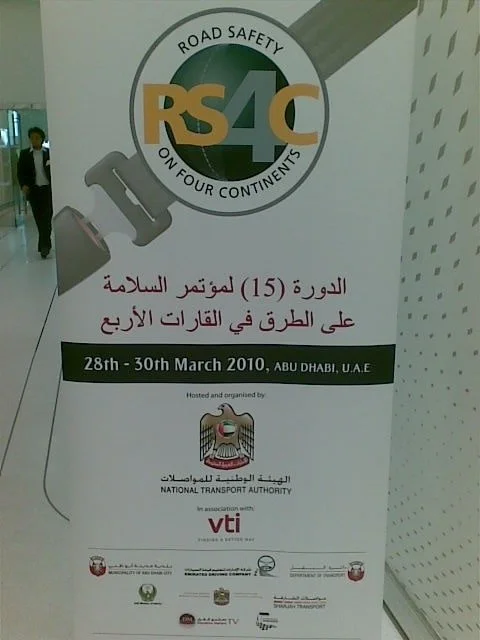 ROAD SAFETY
RS4C
ON FOUR CONTINENTS
الدورة (15) لمؤتمر السلامة
على الطرق في القارات الأربع
28th - 30th March 2010, ABU DHABI, U.A.E
Hosted and organised by:
الهيئة الوطنية للمواصلات
NATIONAL TRANSPORT AUTHORITY
In association with:
vti
MUNICIPALITY OF ABU DHABI CITY
EMIRATES DRIVING COMPANY
DEPARTMENT OF TRANSPORT
TV
SHARJAH TRANSPORT